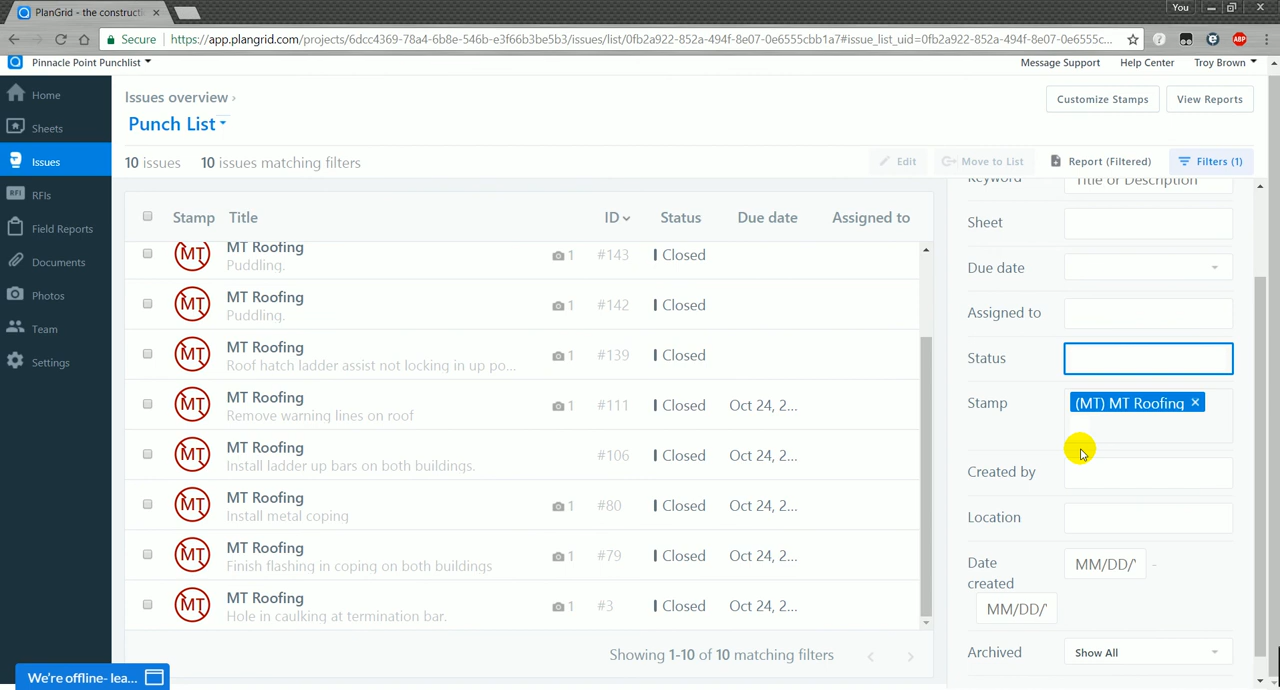 PlanGrid - the constructi
You
Secure
https://app.plangrid.com/projects/6dcc4369-78a4-6b8e-546b-e3f66b3be5b3/issues/list/0fb2a922-852a-494f-8e07-0e6555cbb1a7#issue_list_uid=0fb2a922-852a-494f-8e07-0e6555c...
ABP
Pinnacle Point Punchlist
Message Support
Help Center
Troy Brown
Home
Sheets
Issues
RFI
RFIs
Field Reports
Documents
Photos
Team
Settings
Issues overview ›
Punch List
Customize Stamps
View Reports
10 issues
10 issues matching filters
Edit
Move to List
Report (Filtered)
Filters (1)
Stamp Title ID Status Due date Assigned to
MT MT Roofing 1 #143 Closed
Puddling.
MT MT Roofing 1 #142 Closed
Puddling.
MT MT Roofing 1 #139 Closed
Roof hatch ladder assist not locking in up po...
MT MT Roofing 1 #111 Closed Oct 24, 2...
Remove warning lines on roof
MT MT Roofing #106 Closed Oct 24, 2...
Install ladder up bars on both buildings.
MT MT Roofing 1 #80 Closed Oct 24, 2...
Install metal coping
MT MT Roofing 1 #79 Closed Oct 24, 2...
Finish flashing in coping on both buildings
MT MT Roofing 1 #3 Closed Oct 24, 2...
Hole in caulking at termination bar.
Showing 1-10 of 10 matching filters
Keyword Title or Description
Sheet
Due date
Assigned to
Status
Stamp (MT) MT Roofing ×
Created by
Location
Date created MM/DD/Y -
MM/DD/Y
Archived Show All
We're offline- lea...